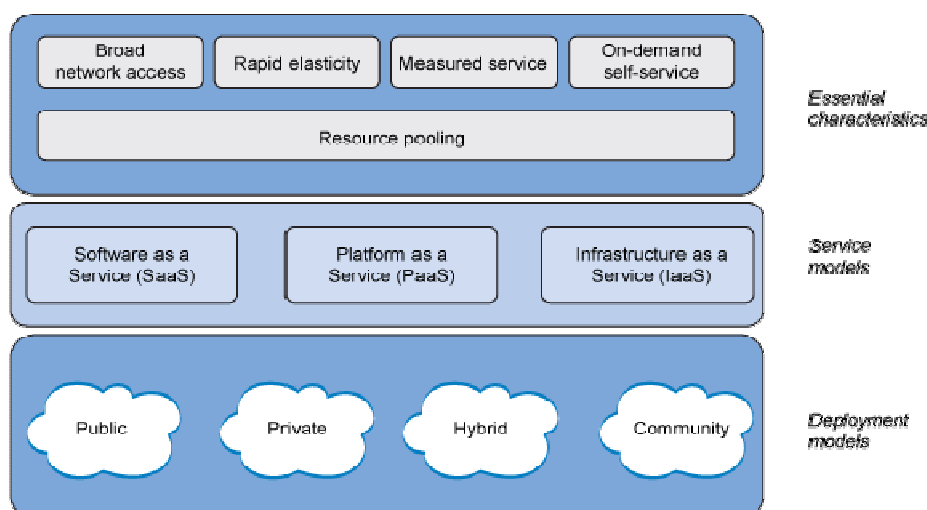 Broad
network access
Rapid elasticity
Measured service
On-demand
self-service
Resource pooling
Essential
characteristics
Software as a
Service (SaaS)
Platform as a
Service (PaaS)
Infrastructure as a
Service (IaaS)
Service
models
Public
Private
Hybrid
Community
Deployment
models